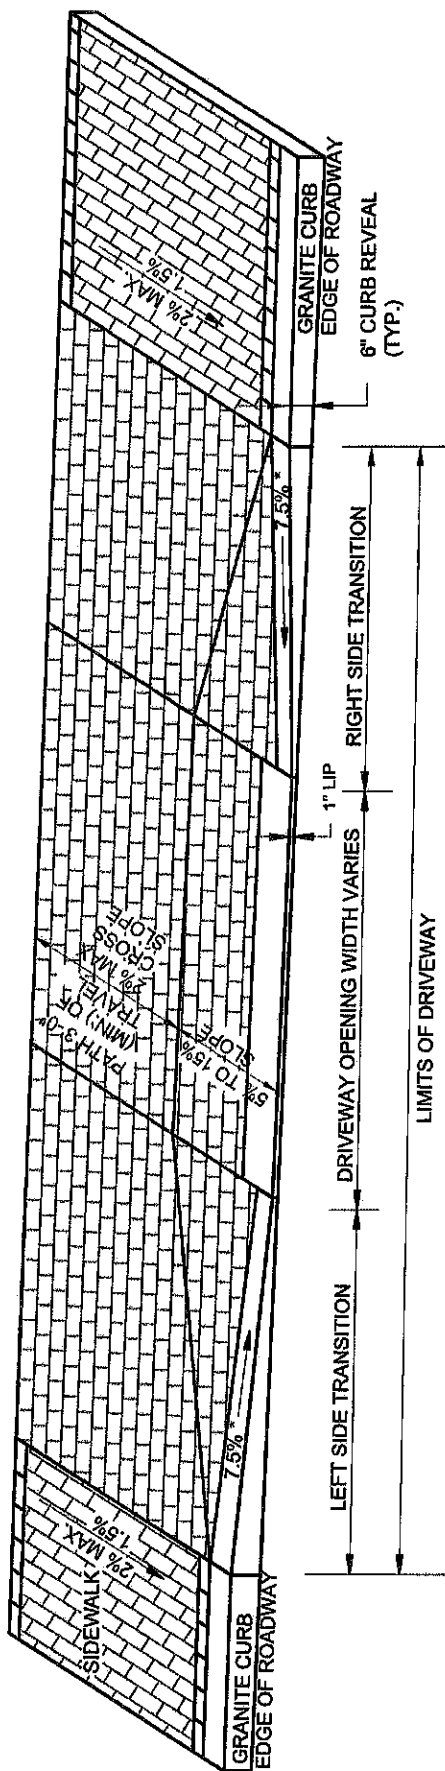 SIDEWALK
2% MAX.
1.5%
GRANITE CURB
EDGE OF ROADWAY
7.5% *
PATH 3'-0"
(MIN') OF
TRAVEL
2% MAX
CROSS
SLOPE
5% TO 15%
SLOPE
2% MAX.
1.5%
7.5% *
GRANITE CURB
EDGE OF ROADWAY
6" CURB REVEAL
(TYP.)
1" LIP
LEFT SIDE TRANSITION
DRIVEWAY OPENING WIDTH VARIES
RIGHT SIDE TRANSITION
LIMITS OF DRIVEWAY